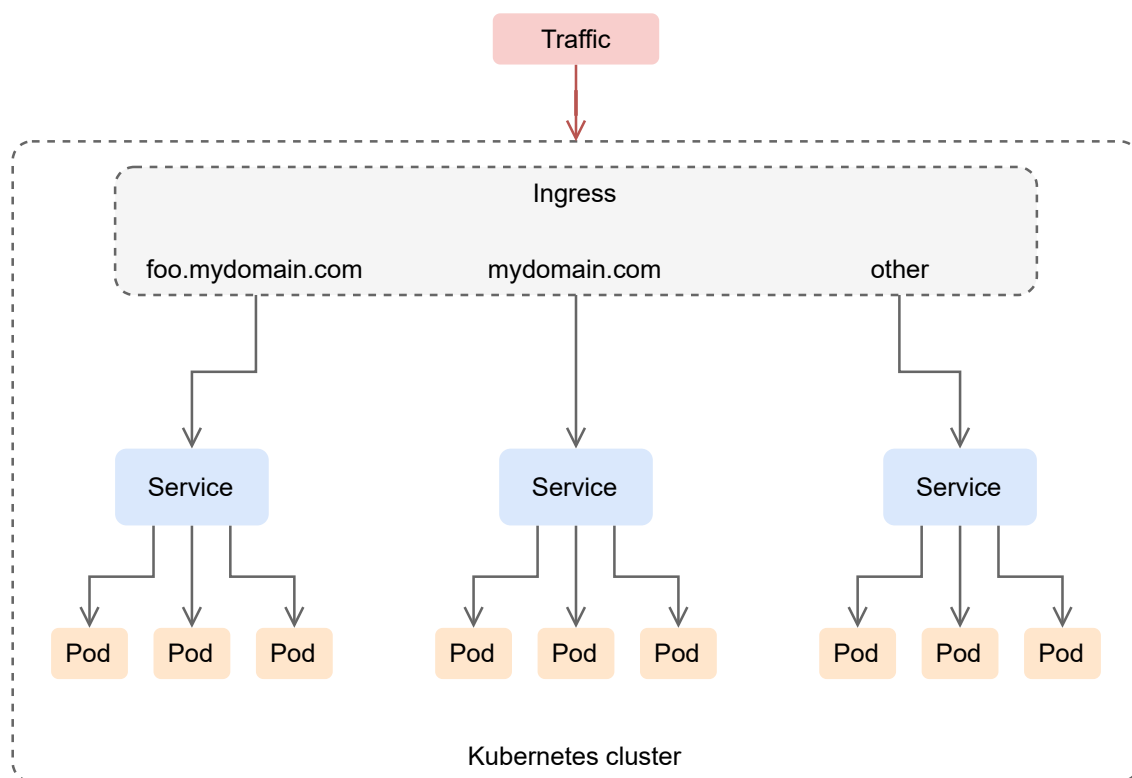 Traffic
Ingress
foo.mydomain.com mydomain.com other
Service Service Service
Pod Pod Pod Pod Pod Pod Pod Pod Pod
Kubernetes cluster